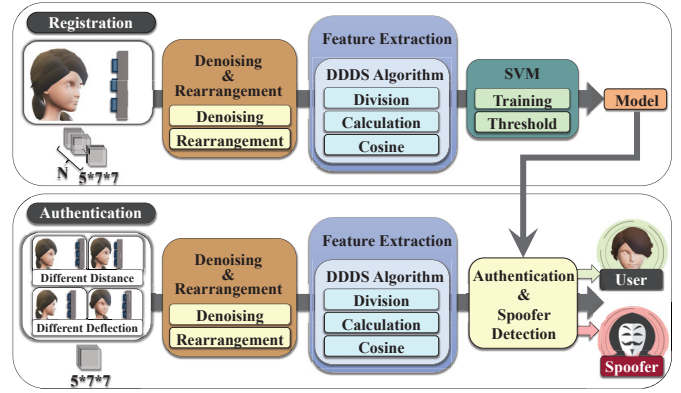 Registration
N
5*7*7
Denoising
&
Rearrangement
Denoising
Rearrangement
Feature Extraction
DDDS Algorithm
Division
Calculation
Cosine
SVM
Training
Threshold
Model
Authentication
Different Distance
Different Deflection
5*7*7
Denoising
&
Rearrangement
Denoising
Rearrangement
Feature Extraction
DDDS Algorithm
Division
Calculation
Cosine
Authentication
&
Spoofer
Detection
User
Spoofer